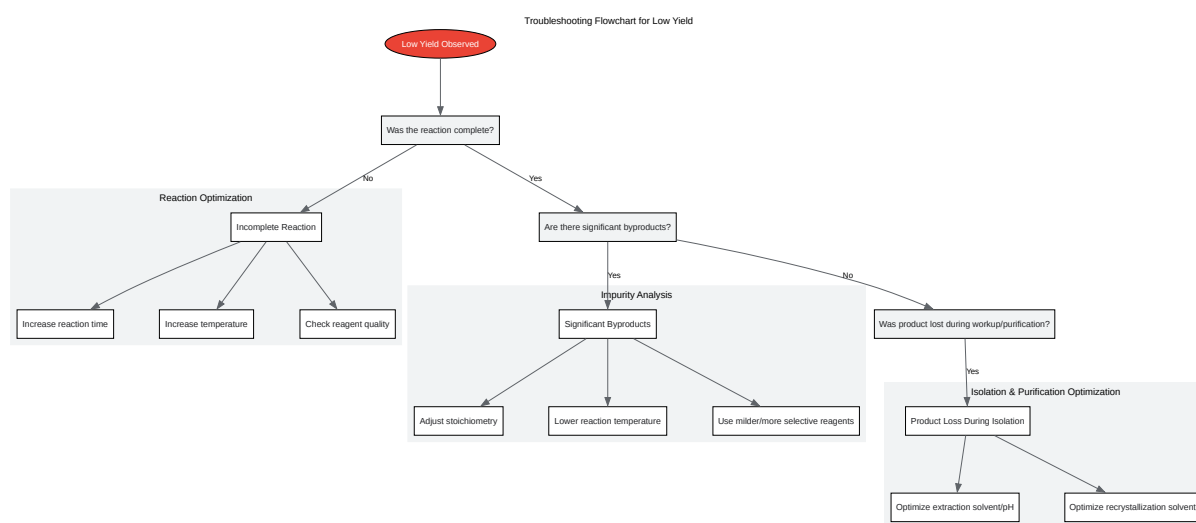 Troubleshooting Flowchart for Low Yield
Low Yield Observed
Was the reaction complete?
No
Yes
Reaction Optimization
Incomplete Reaction
Are there significant byproducts?
Yes
No
Increase reaction time
Increase temperature
Check reagent quality
Impurity Analysis
Significant Byproducts
Was product lost during workup/purification?
Yes
Adjust stoichiometry
Lower reaction temperature
Use milder/more selective reagents
Isolation & Purification Optimization
Product Loss During Isolation
Optimize extraction solvent/pH
Optimize recrystallization solvent